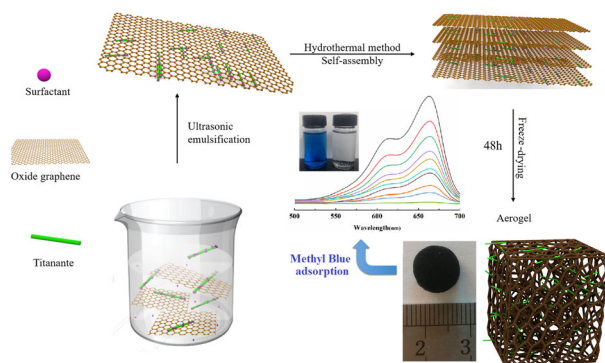 Surfactant
Oxide graphene
Titanante
Ultrasonic
emulsification
Hydrothermal method
Self-assembly
48h
Freeze-drying
Aerogel
500 550 600 650 700
Wavelength(nm)
Methyl Blue
adsorption
2 3